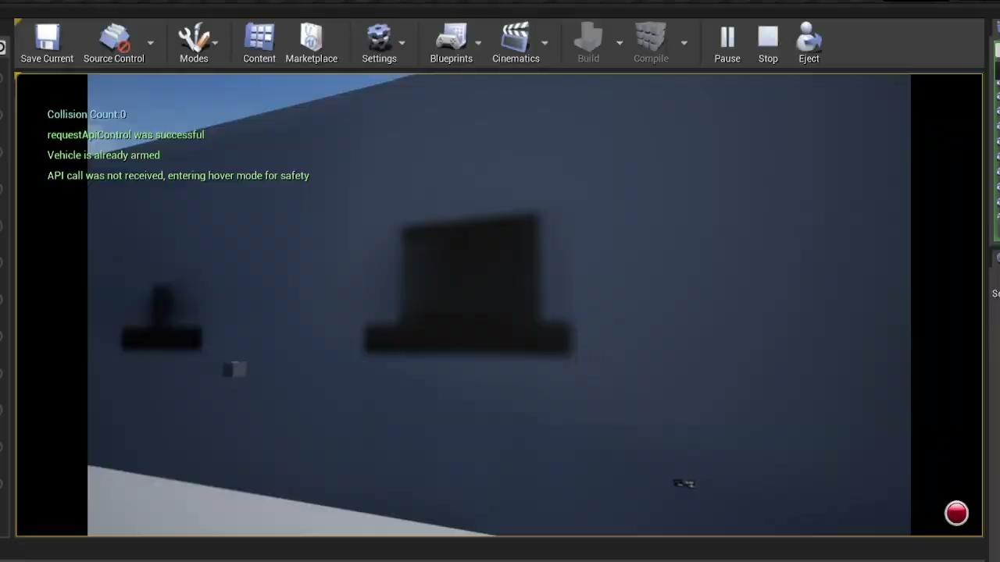 Save Current Source Control Modes Content Marketplace Settings Blueprints Cinematics Build Compile Pause Stop Eject
Collision Count:0
requestApiControl was successful
Vehicle is already armed
API call was not received, entering hover mode for safety